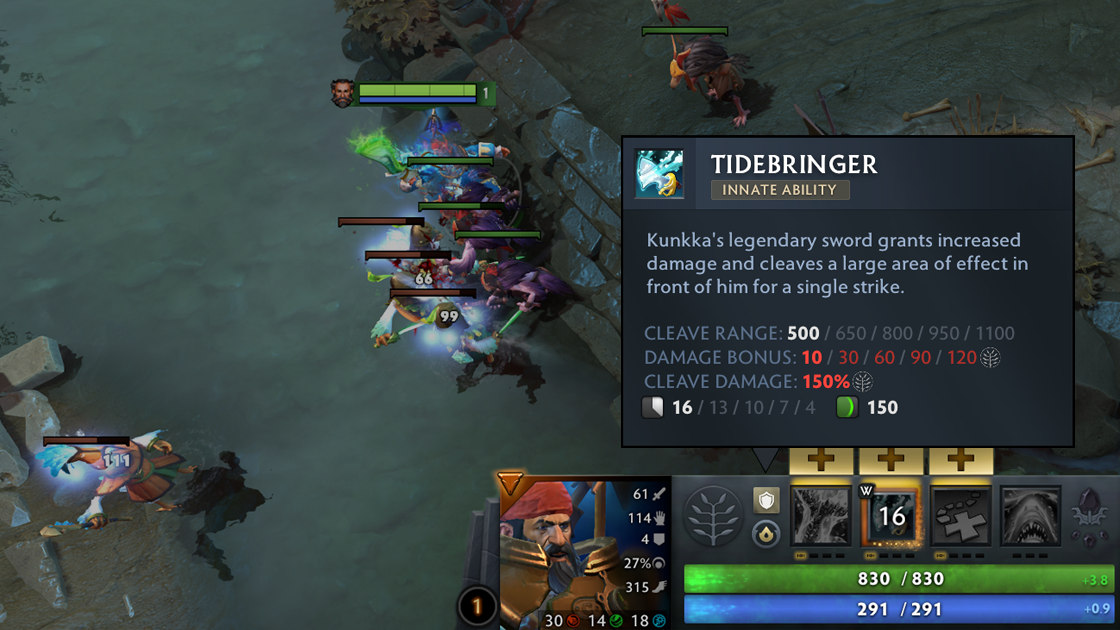 1
TIDEBRINGER
INNATE ABILITY
Kunkka's legendary sword grants increased
damage and cleaves a large area of effect in
front of him for a single strike.
CLEAVE RANGE: 500 / 650 / 800 / 950 / 1100
DAMAGE BONUS: 10 / 30 / 60 / 90 / 120
CLEAVE DAMAGE: 150%
16 / 13 / 10 / 7 / 4 150
66
99
111
61
114
4
27%
315
W
16
830 / 830
+3.8
291 / 291
+0.9
1
30 14 18